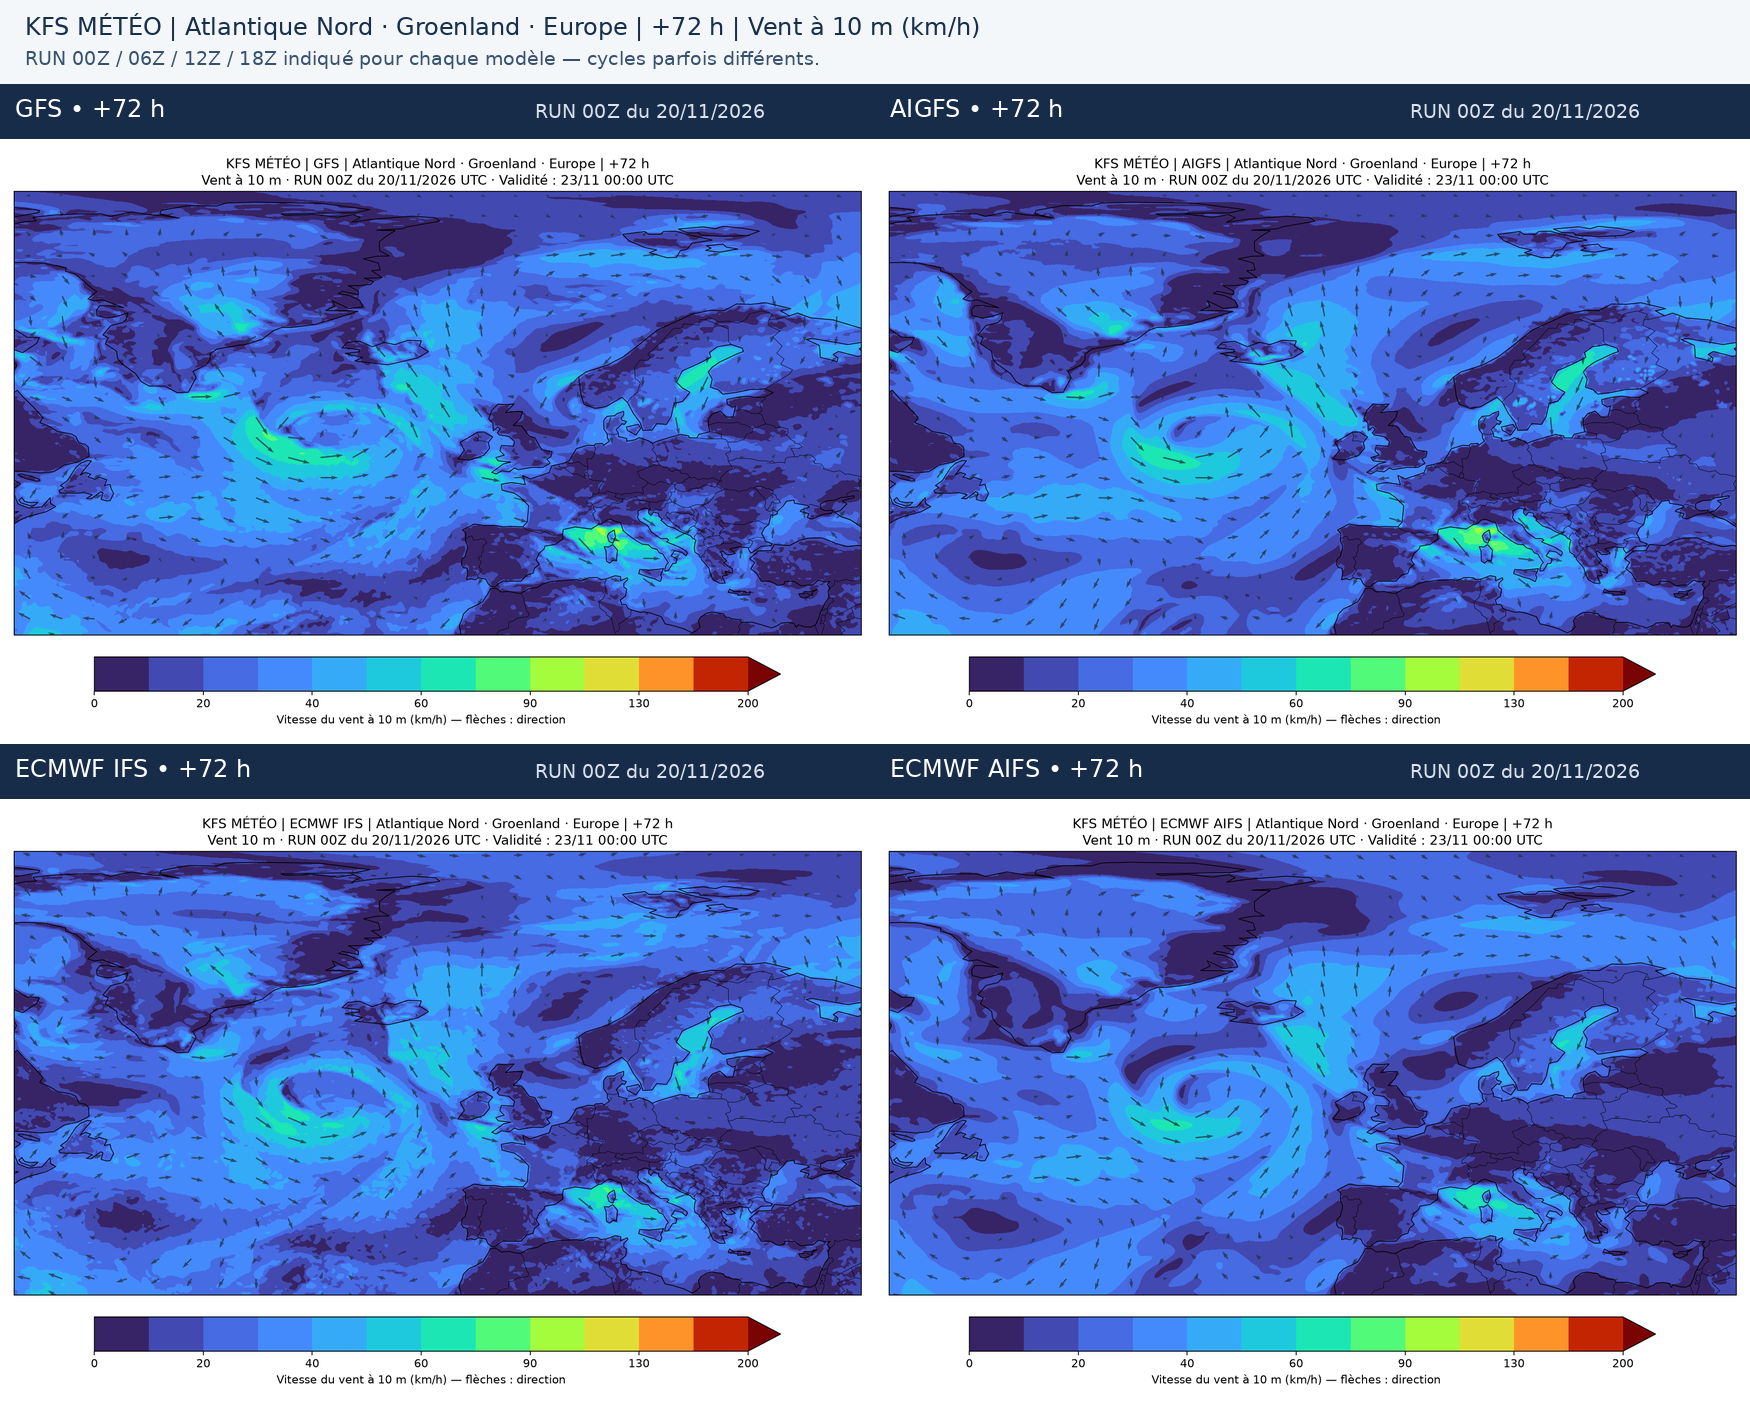 KFS MÉTÉO | Atlantique Nord · Groenland · Europe | +72 h | Vent à 10 m (km/h)
RUN 00Z / 06Z / 12Z / 18Z indiqué pour chaque modèle — cycles parfois différents.
GFS • +72 h
RUN 00Z du 20/11/2026
KFS MÉTÉO | GFS | Atlantique Nord · Groenland · Europe | +72 h
Vent à 10 m · RUN 00Z du 20/11/2026 UTC · Validité : 23/11 00:00 UTC
0 20 40 60 90 130 200
Vitesse du vent à 10 m (km/h) — flèches : direction
AIGFS • +72 h
RUN 00Z du 20/11/2026
KFS MÉTÉO | AIGFS | Atlantique Nord · Groenland · Europe | +72 h
Vent à 10 m · RUN 00Z du 20/11/2026 UTC · Validité : 23/11 00:00 UTC
0 20 40 60 90 130 200
Vitesse du vent à 10 m (km/h) — flèches : direction
ECMWF IFS • +72 h
RUN 00Z du 20/11/2026
KFS MÉTÉO | ECMWF IFS | Atlantique Nord · Groenland · Europe | +72 h
Vent 10 m · RUN 00Z du 20/11/2026 UTC · Validité : 23/11 00:00 UTC
0 20 40 60 90 130 200
Vitesse du vent à 10 m (km/h) — flèches : direction
ECMWF AIFS • +72 h
RUN 00Z du 20/11/2026
KFS MÉTÉO | ECMWF AIFS | Atlantique Nord · Groenland · Europe | +72 h
Vent 10 m · RUN 00Z du 20/11/2026 UTC · Validité : 23/11 00:00 UTC
0 20 40 60 90 130 200
Vitesse du vent à 10 m (km/h) — flèches : direction